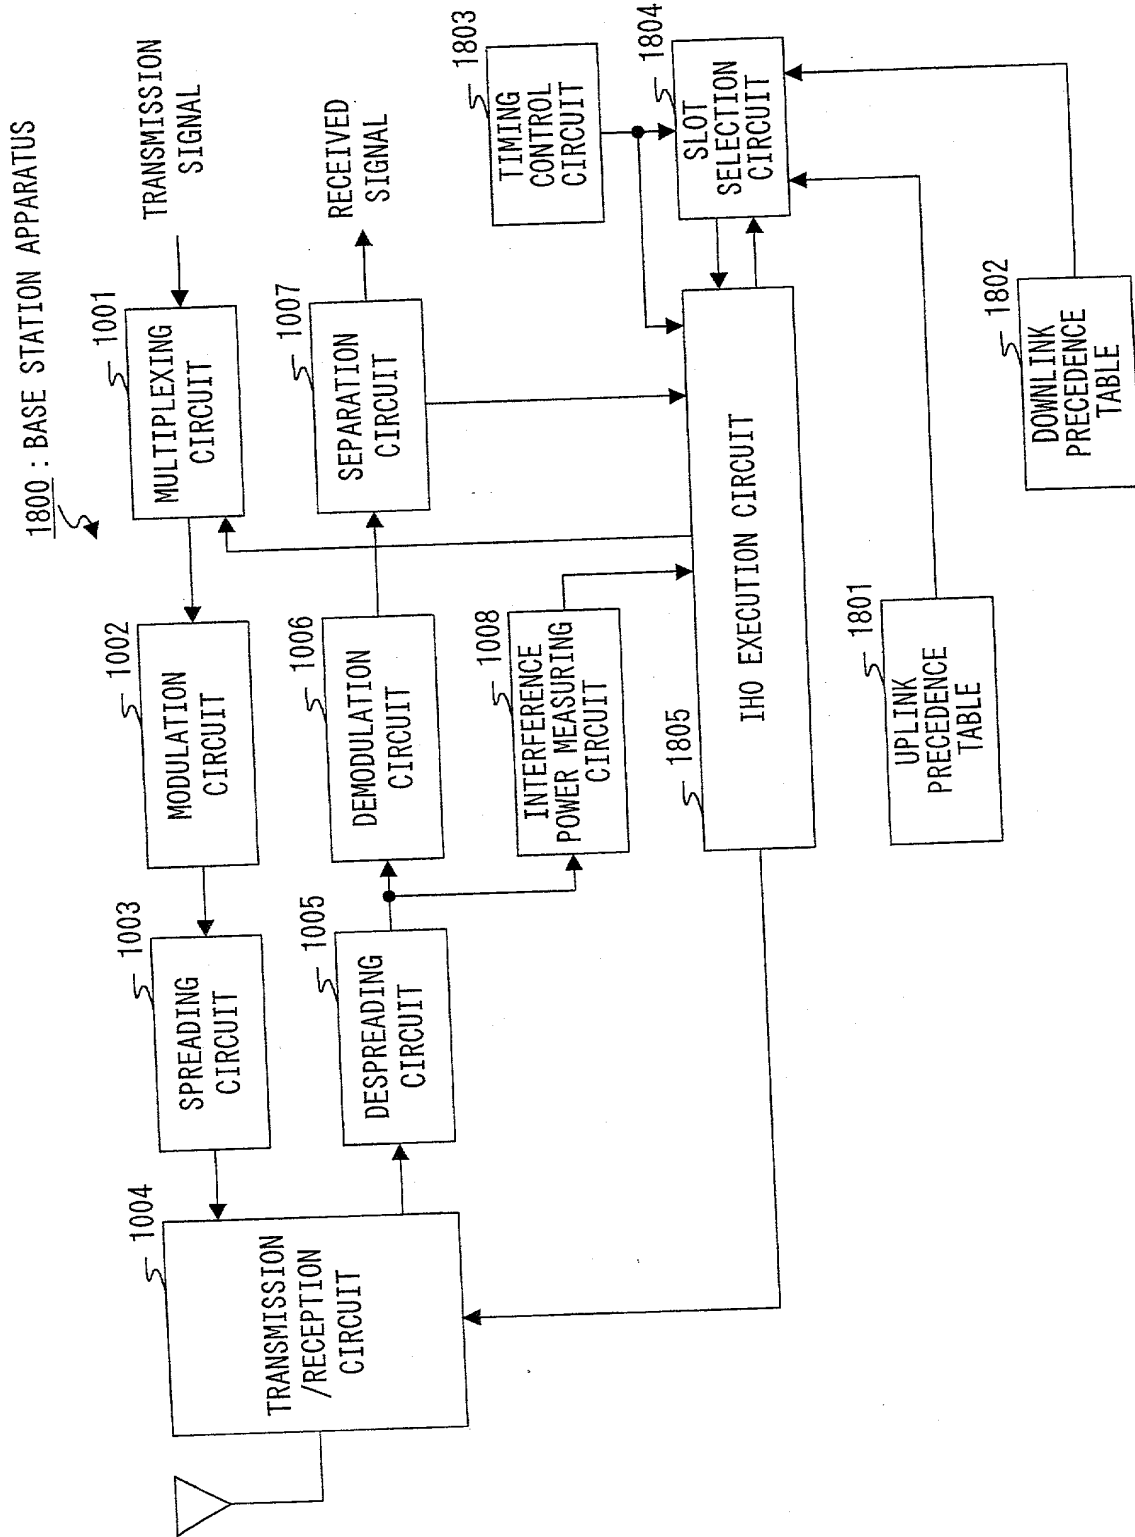 1800 : BASE STATION APPARATUS
1004
TRANSMISSION
/RECEPTION
CIRCUIT
1003
SPREADING
CIRCUIT
1002
MODULATION
CIRCUIT
1001
MULTIPLEXING
CIRCUIT
TRANSMISSION
SIGNAL
1005
DESPREADING
CIRCUIT
1006
DEMODULATION
CIRCUIT
1007
SEPARATION
CIRCUIT
RECEIVED
SIGNAL
1008
INTERFERENCE
POWER MEASURING
CIRCUIT
1803
TIMING
CONTROL
CIRCUIT
1805
IHO EXECUTION CIRCUIT
1804
SLOT
SELECTION
CIRCUIT
1801
UPLINK
PRECEDENCE
TABLE
1802
DOWNLINK
PRECEDENCE
TABLE